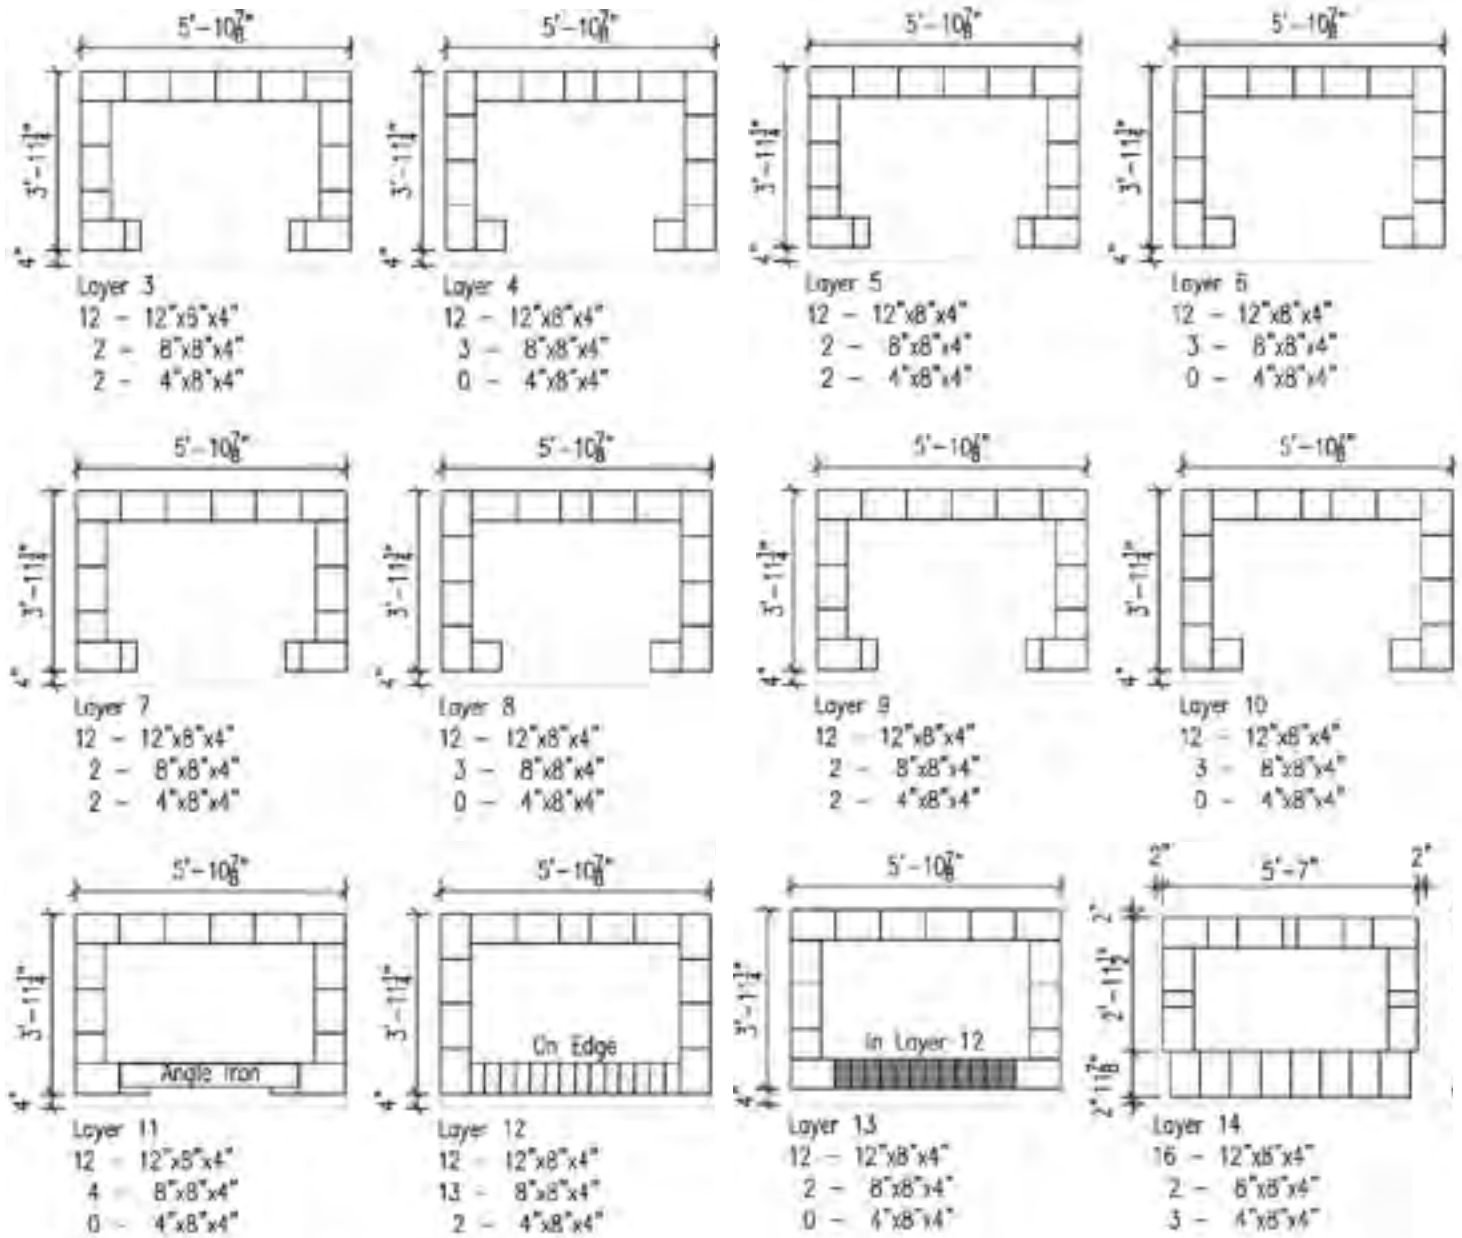 5'-10⅞"
3'-11¼"
4"
Layer 3
12 - 12"x8"x4"
2 - 8"x8"x4"
2 - 4"x8"x4"
5'-10⅞"
3'-11¼"
4"
Layer 4
12 - 12"x8"x4"
3 - 8"x8"x4"
0 - 4"x8"x4"
5'-10⅞"
3'-11¼"
4"
Layer 5
12 - 12"x8"x4"
2 - 8"x8"x4"
2 - 4"x8"x4"
5'-10⅞"
3'-11¼"
4"
Layer 6
12 - 12"x8"x4"
3 - 8"x8"x4"
0 - 4"x8"x4"
5'-10⅞"
3'-11¼"
4"
Layer 7
12 - 12"x8"x4"
2 - 8"x8"x4"
2 - 4"x8"x4"
5'-10⅞"
3'-11¼"
4"
Layer 8
12 - 12"x8"x4"
3 - 8"x8"x4"
0 - 4"x8"x4"
5'-10⅞"
3'-11¼"
4"
Layer 9
12 - 12"x8"x4"
2 - 8"x8"x4"
2 - 4"x8"x4"
5'-10⅞"
3'-11¼"
4"
Layer 10
12 - 12"x8"x4"
3 - 8"x8"x4"
0 - 4"x8"x4"
5'-10⅞"
3'-11¼"
Angle Iron
4"
Layer 11
12 - 12"x8"x4"
4 - 8"x8"x4"
0 - 4"x8"x4"
5'-10⅞"
3'-11¼"
On Edge
4"
Layer 12
12 - 12"x8"x4"
13 - 8"x8"x4"
2 - 4"x8"x4"
5'-10⅞"
3'-11¼"
In Layer 12
4"
Layer 13
12 - 12"x8"x4"
2 - 8"x8"x4"
0 - 4"x8"x4"
2"
5'-7"
2"
2"
2'-11½"
11⅞"
2"
Layer 14
16 - 12"x8"x4"
2 - 8"x8"x4"
3 - 4"x8"x4"